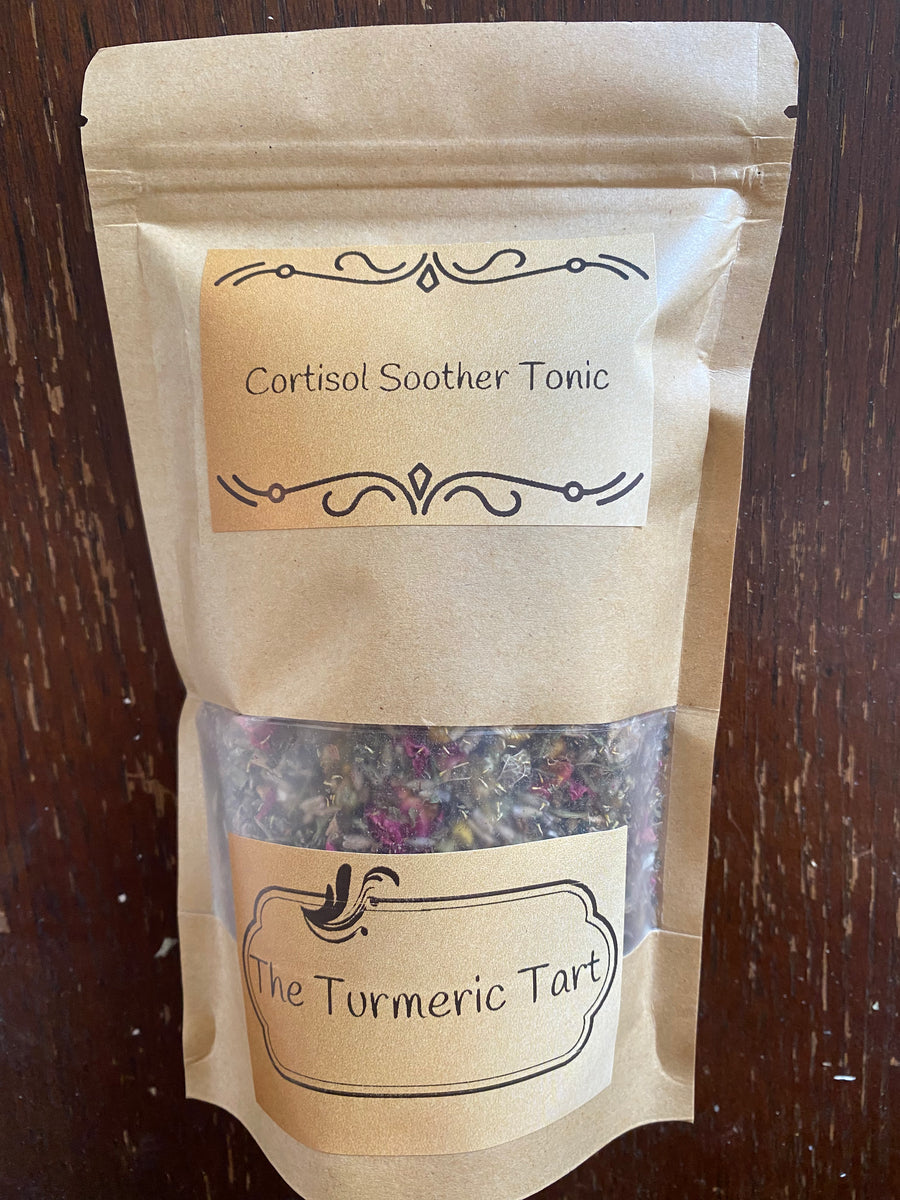 Cortisol Soother Tonic
The Turmeric Tart